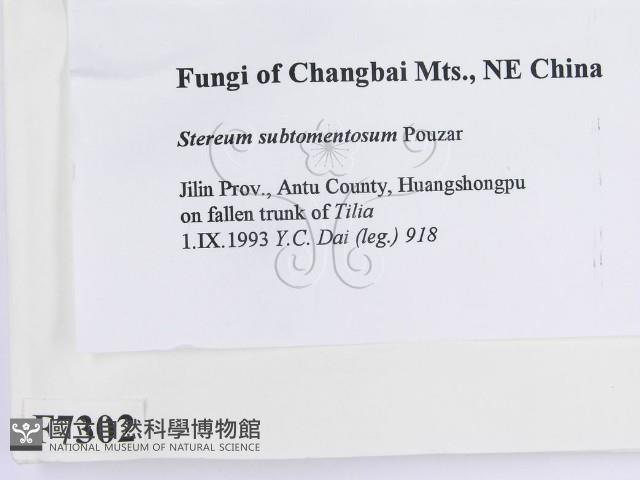 Fungi of Changbai Mts., NE China
Stereum subtomentosum Pouzar
Jilin Prov., Antu County, Huangshongpu
on fallen trunk of Tilia
1.IX.1993 Y.C. Dai (leg.) 918
F7302
國立自然科學博物館
NATIONAL MUSEUM OF NATURAL SCIENCE